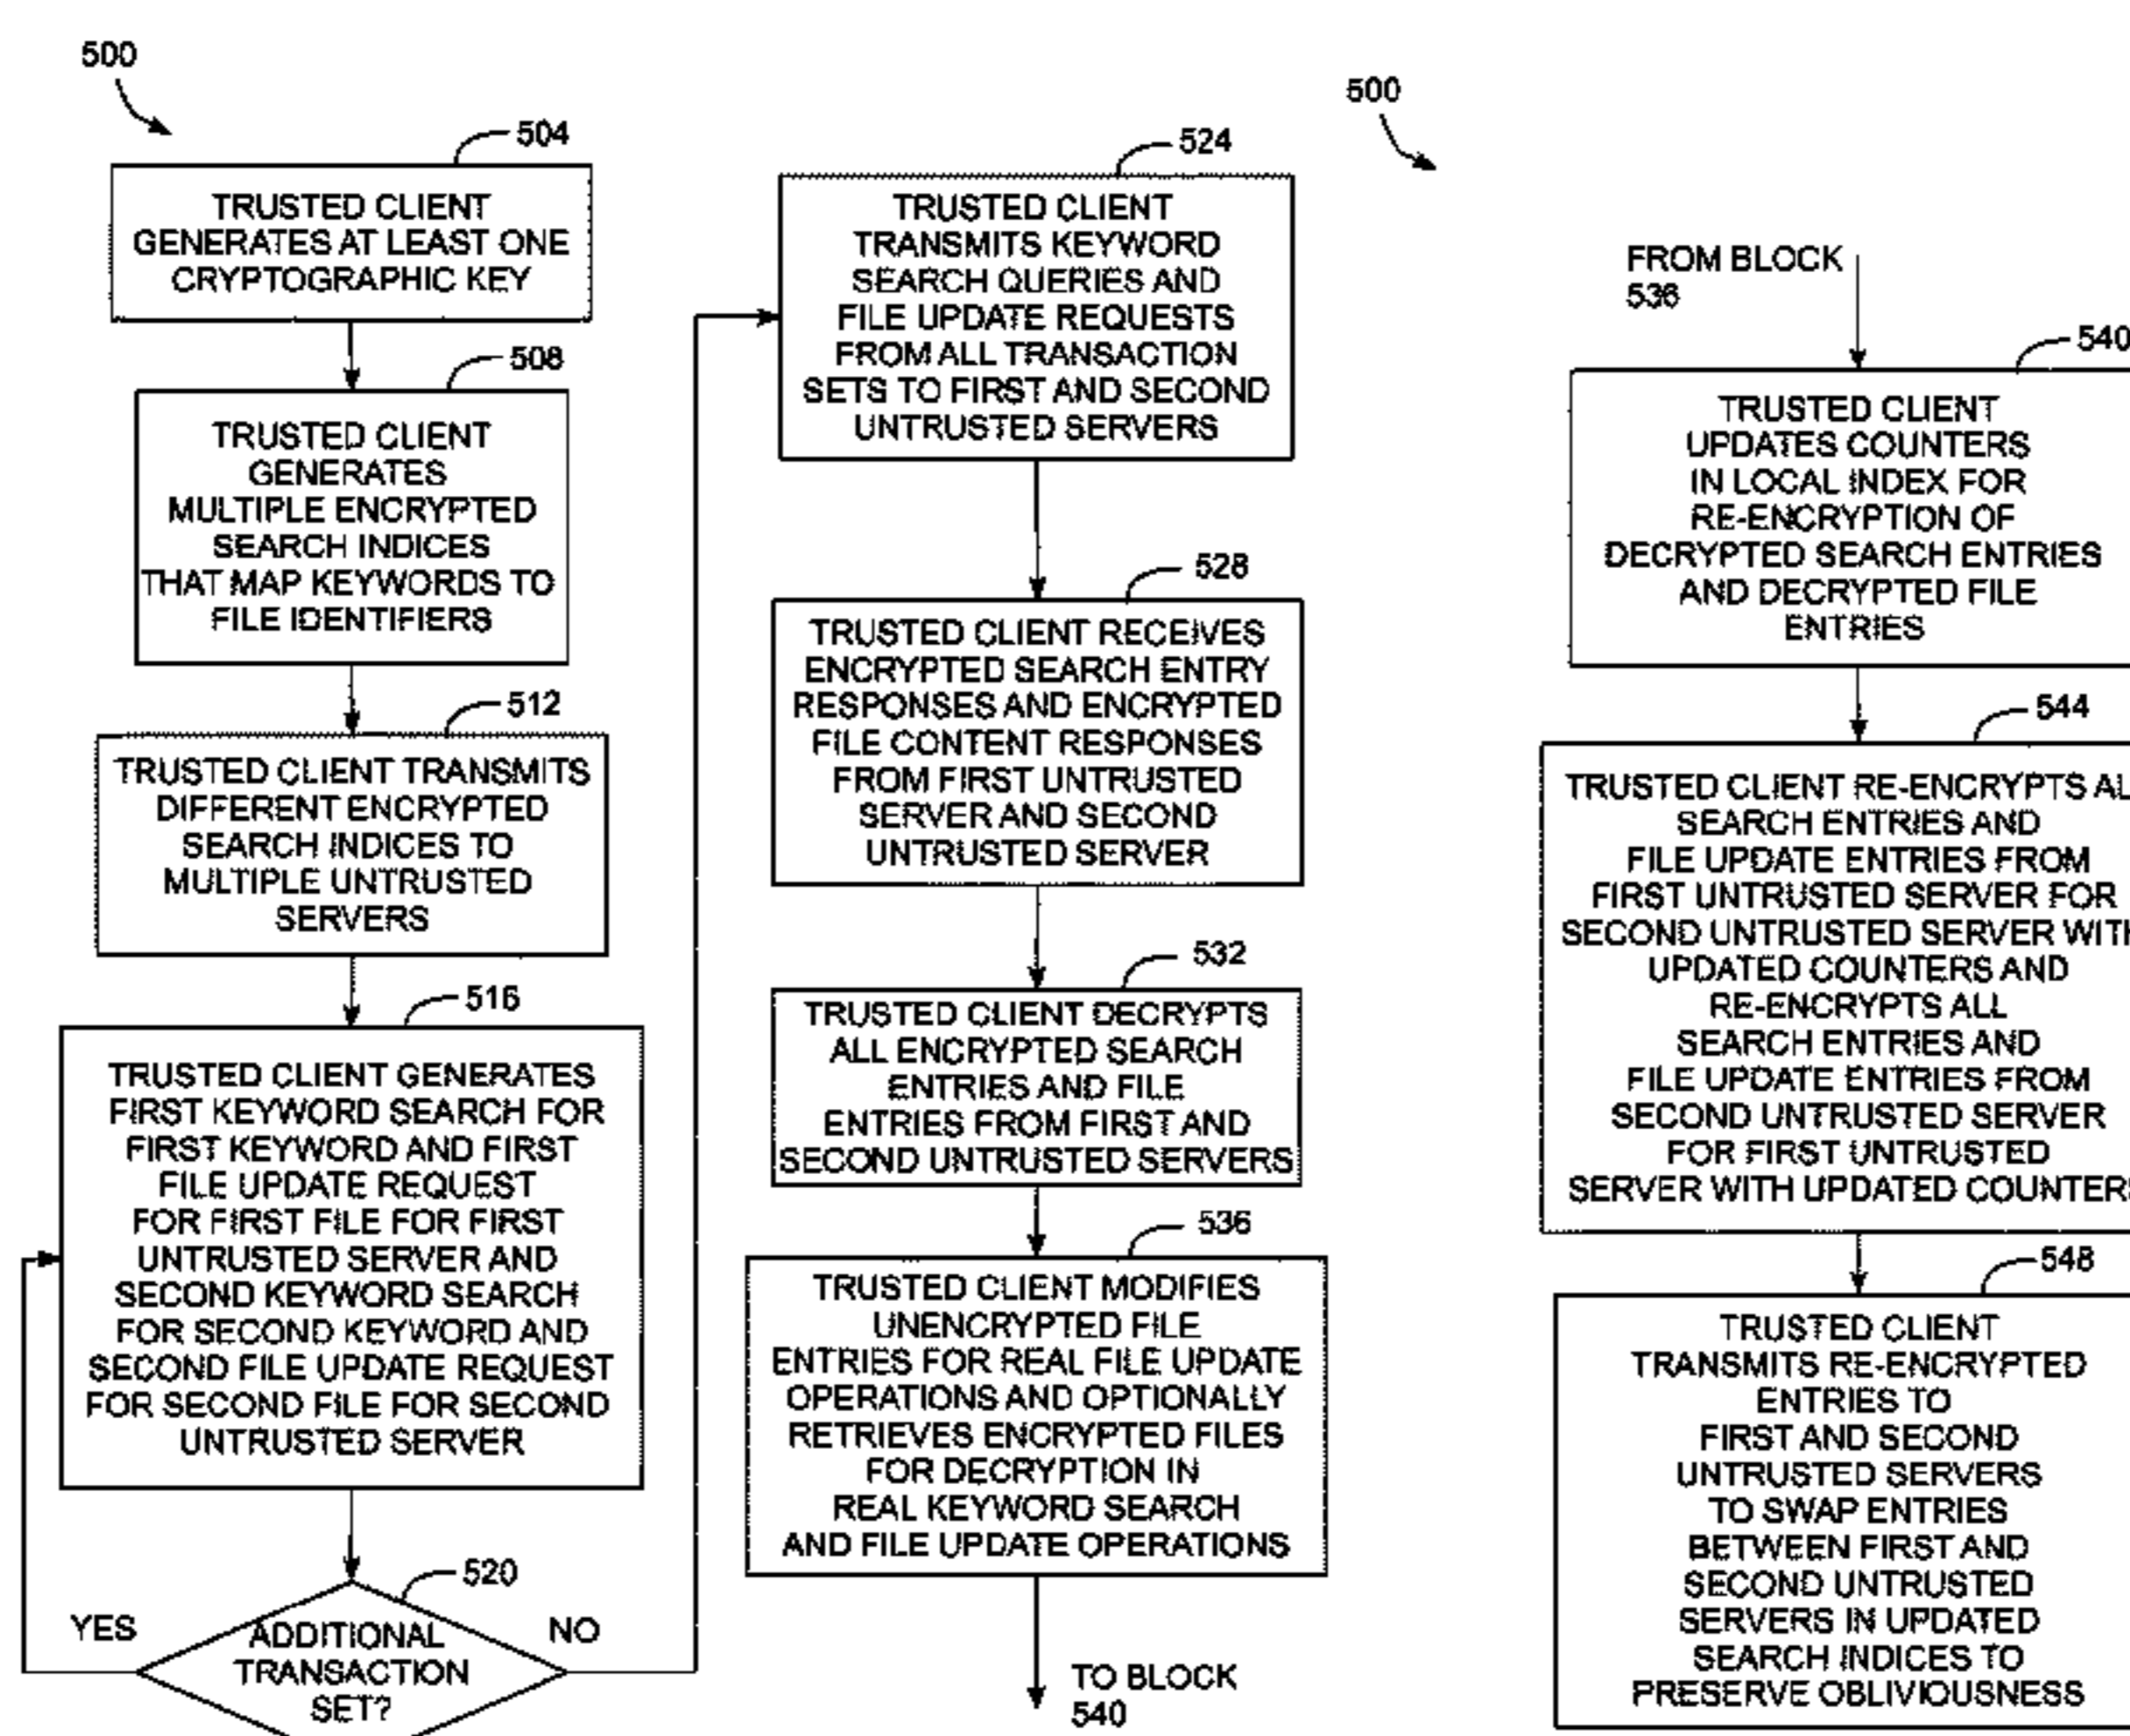 500
504
TRUSTED CLIENT
GENERATES AT LEAST ONE
CRYPTOGRAPHIC KEY
508
TRUSTED CLIENT
GENERATES
MULTIPLE ENCRYPTED
SEARCH INDICES
THAT MAP KEYWORDS TO
FILE IDENTIFIERS
512
TRUSTED CLIENT TRANSMITS
DIFFERENT ENCRYPTED
SEARCH INDICES TO
MULTIPLE UNTRUSTED
SERVERS
516
TRUSTED CLIENT GENERATES
FIRST KEYWORD SEARCH FOR
FIRST KEYWORD AND FIRST
FILE UPDATE REQUEST
FOR FIRST FILE FOR FIRST
UNTRUSTED SERVER AND
SECOND KEYWORD SEARCH
FOR SECOND KEYWORD AND
SECOND FILE UPDATE REQUEST
FOR SECOND FILE FOR SECOND
UNTRUSTED SERVER
520
YES
ADDITIONAL
TRANSACTION
SET?
NO
524
TRUSTED CLIENT
TRANSMITS KEYWORD
SEARCH QUERIES AND
FILE UPDATE REQUESTS
FROM ALL TRANSACTION
SETS TO FIRST AND SECOND
UNTRUSTED SERVERS
528
TRUSTED CLIENT RECEIVES
ENCRYPTED SEARCH ENTRY
RESPONSES AND ENCRYPTED
FILE CONTENT RESPONSES
FROM FIRST UNTRUSTED
SERVER AND SECOND
UNTRUSTED SERVER
532
TRUSTED CLIENT DECRYPTS
ALL ENCRYPTED SEARCH
ENTRIES AND FILE
ENTRIES FROM FIRST AND
SECOND UNTRUSTED SERVERS
536
TRUSTED CLIENT MODIFIES
UNENCRYPTED FILE
ENTRIES FOR REAL FILE UPDATE
OPERATIONS AND OPTIONALLY
RETRIEVES ENCRYPTED FILES
FOR DECRYPTION IN
REAL KEYWORD SEARCH
AND FILE UPDATE OPERATIONS
TO BLOCK
540
500
FROM BLOCK
536
540
TRUSTED CLIENT
UPDATES COUNTERS
IN LOCAL INDEX FOR
RE-ENCRYPTION OF
DECRYPTED SEARCH ENTRIES
AND DECRYPTED FILE
ENTRIES
544
TRUSTED CLIENT RE-ENCRYPTS
SEARCH ENTRIES AND
FILE UPDATE ENTRIES FROM
FIRST UNTRUSTED SERVER FOR
SECOND UNTRUSTED SERVER WITH
UPDATED COUNTERS AND
RE-ENCRYPTS ALL
SEARCH ENTRIES AND
FILE UPDATE ENTRIES FROM
SECOND UNTRUSTED SERVER
FOR FIRST UNTRUSTED
SERVER WITH UPDATED COUNTERS
548
TRUSTED CLIENT
TRANSMITS RE-ENCRYPTED
ENTRIES TO
FIRST AND SECOND
UNTRUSTED SERVERS
TO SWAP ENTRIES
BETWEEN FIRST AND
SECOND UNTRUSTED
SERVERS IN UPDATED
SEARCH INDICES TO
PRESERVE OBLIVIOUSNESS